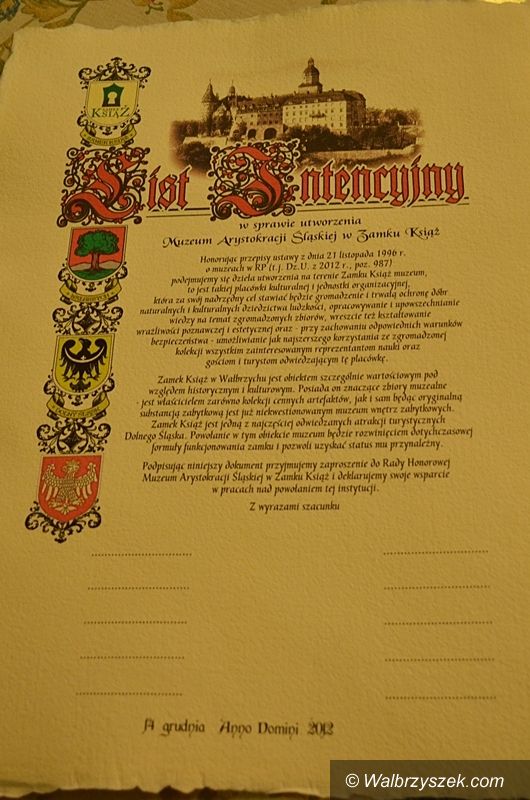 ZAMEK
KSIĄŻ
List Intencyjny
w sprawie utworzenia
Muzeum Arystokracji Śląskiej w Zamku Książ
Honorując przepisy ustawy z dnia 21 listopada 1996 r.
o muzeach w RP (t.j. Dz.U. z 2012 r., poz. 987)
podejmujemy się dzieła utworzenia na terenie Zamku Książ muzeum,
to jest takiej placówki kulturalnej i jednostki organizacyjnej,
która za swój nadrzędny cel stawiać będzie gromadzenie i trwałą ochronę dóbr
naturalnych i kulturalnych dziedzictwa ludzkości, opracowywanie i upowszechnianie
wiedzy na temat zgromadzonych zbiorów, wreszcie też kształtowanie
wrażliwości poznawczej i estetycznej oraz - przy zachowaniu odpowiednich warunków
bezpieczeństwa - umożliwianie jak najszerszego korzystania ze zgromadzonej
kolekcji wszystkim zainteresowanym reprezentantom nauki oraz
gościom i turystom odwiedzającym tę placówkę.
Zamek Książ w Wałbrzychu jest obiektem szczególnie wartościowym pod
względem historycznym i kulturowym. Posiada on znaczące zbiory muzealne
- jest właścicielem zarówno kolekcji cennych artefaktów, jak i sam będąc oryginalną
substancją zabytkową jest już niekwestionowanym muzeum wnętrz zabytkowych.
Zamek Książ jest jedną z najczęściej odwiedzanych atrakcji turystycznych
Dolnego Śląska. Powołanie w tym obiekcie muzeum będzie rozwinięciem dotychczasowej
formuły funkcjonowania zamku i pozwoli uzyskać status mu przynależny.
Podpisując niniejszy dokument przyjmujemy zaproszenie do Rady Honorowej
Muzeum Arystokracji Śląskiej w Zamku Książ i deklarujemy swoje wsparcie
w pracach nad powołaniem tej instytucji.
Z wyrazami szacunku
DOLNY ŚLĄSK
14 grudnia Anno Domini 2012
© Walbrzyszek.com